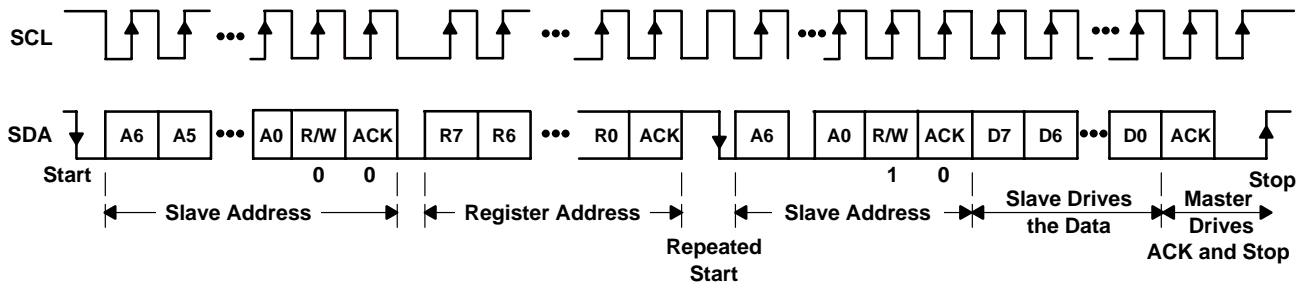 SCL
SDA
A6 A5 ••• A0 R/W ACK R7 R6 ••• R0 ACK A6 A0 R/W ACK D7 D6 ••• D0 ACK
Start 0 0 1 0 Stop
Slave Address Register Address Slave Address Slave Drives Master
the Data Drives
Repeated ACK and Stop
Start